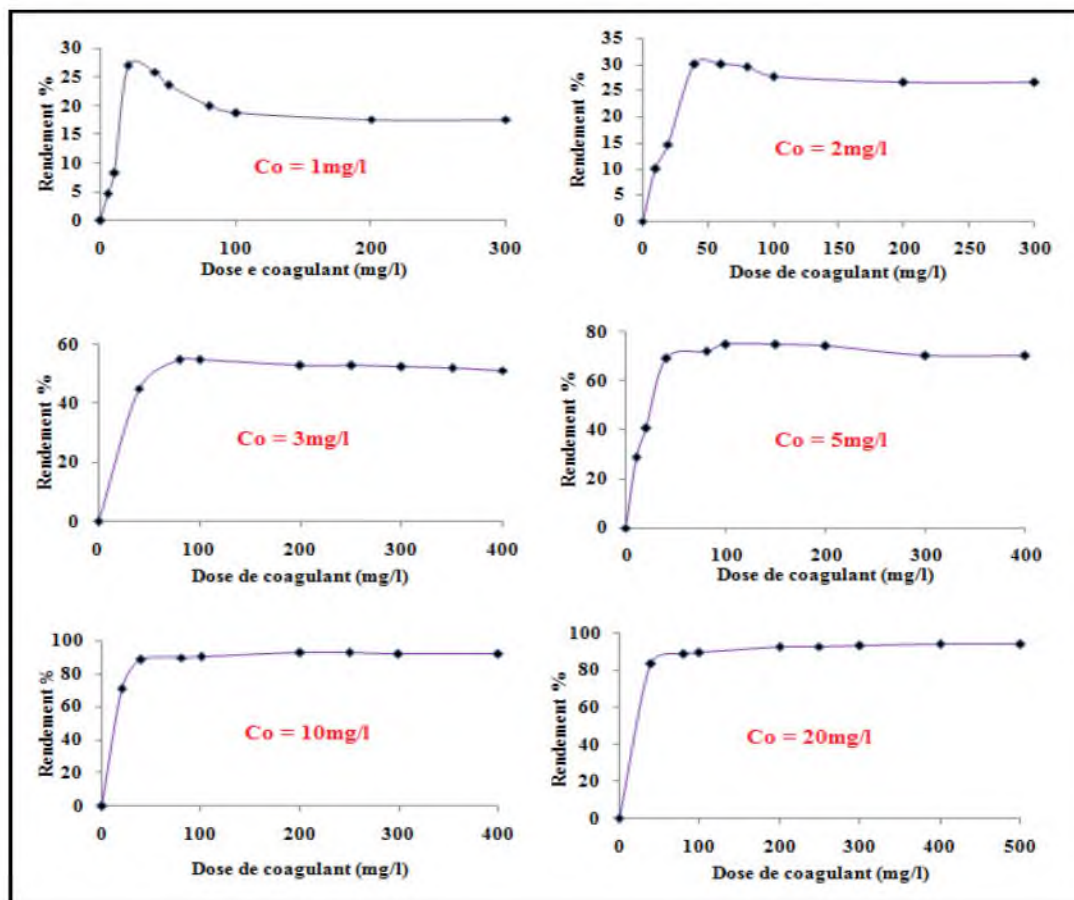 30
25
20
15
10
5
0
Rendement %
Co = 1mg/l
0 100 200 300
Dose e coagulant (mg/l)
35
30
25
20
15
10
5
0
Rendement %
Co = 2mg/l
0 50 100 150 200 250 300
Dose de coagulant (mg/l)
60
40
20
0
Rendement %
Co = 3mg/l
0 100 200 300 400
Dose de coagulant (mg/l)
80
60
40
20
0
Rendement %
Co = 5mg/l
0 100 200 300 400
Dose de coagulant (mg/l)
100
80
60
40
20
0
Rendement %
Co = 10mg/l
0 100 200 300 400
Dose de coagulant (mg/l)
100
80
60
40
20
0
Rendement %
Co = 20mg/l
0 100 200 300 400 500
Dose de coagulant (mg/l)